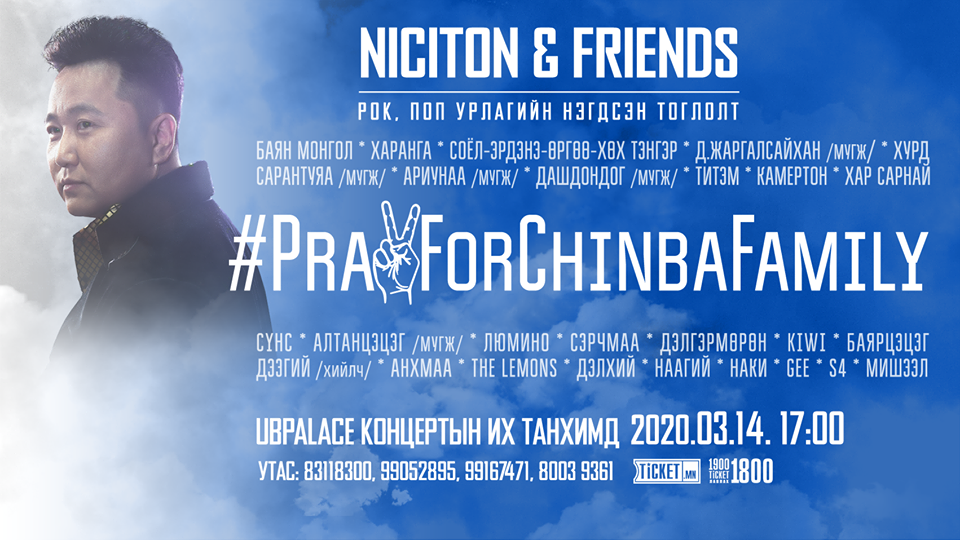 NICITON & FRIENDS
РОК, ПОП УРЛАГИЙН НЭГДСЭН ТОГЛОЛТ
БАЯН МОНГОЛ * ХАРАНГА * СОЁЛ-ЭРДЭНЭ-ӨРГӨӨ-ХӨХ ТЭНГЭР * Д.ЖАРГАЛСАЙХАН /МУГЖ/ * ХУРД
САРАНТУЯА /МУГЖ/ * АРИУНАА /МУГЖ/ * ДАШДОНДОГ /МУГЖ/ * ТИТЭМ * КАМЕРТОН * ХАР САРНАЙ
#PRAYFORCHINBAFAMILY
СҮНС * АЛТАНЦЭЦЭГ /МУГЖ/ * ЛЮМИНО * СЭРЧМАА * ДЭЛГЭРМӨРӨН * KIWI * БАЯРЦЭЦЭГ
ДЭЭГИЙ /ХИЙЛЧ/ * АНХМАА * THE LEMONS * ДЭЛХИЙ * НААГИЙ * НАКИ * GEE * S4 * МИШЭЭЛ
UBPALACE КОНЦЕРТЫН ИХ ТАНХИМД 2020.03.14. 17:00
УТАС: 83118300, 99052895, 99167471, 8003 9361 TICKET.MN 1900 TICKET 1800